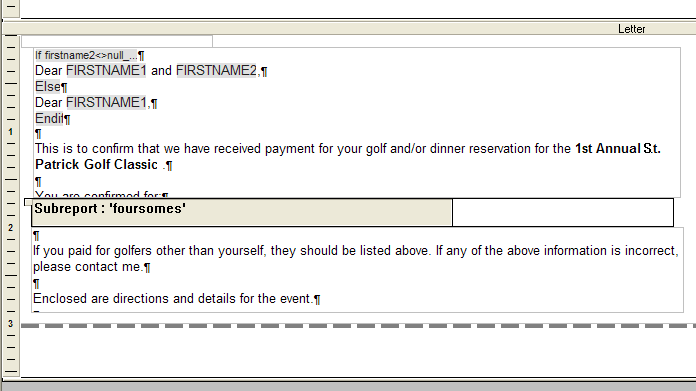 Letter
If firstname2<>null_...¶
Dear FIRSTNAME1 and FIRSTNAME2,¶
Else¶
Dear FIRSTNAME1,¶
Endif¶
¶
1
This is to confirm that we have received payment for your golf and/or dinner reservation for the 1st Annual St.
Patrick Golf Classic .¶
¶
You are confirmed for:¶
Subreport : 'foursomes'
2
¶
If you paid for golfers other than yourself, they should be listed above. If any of the above information is incorrect,
please contact me.¶
¶
Enclosed are directions and details for the event.¶
3